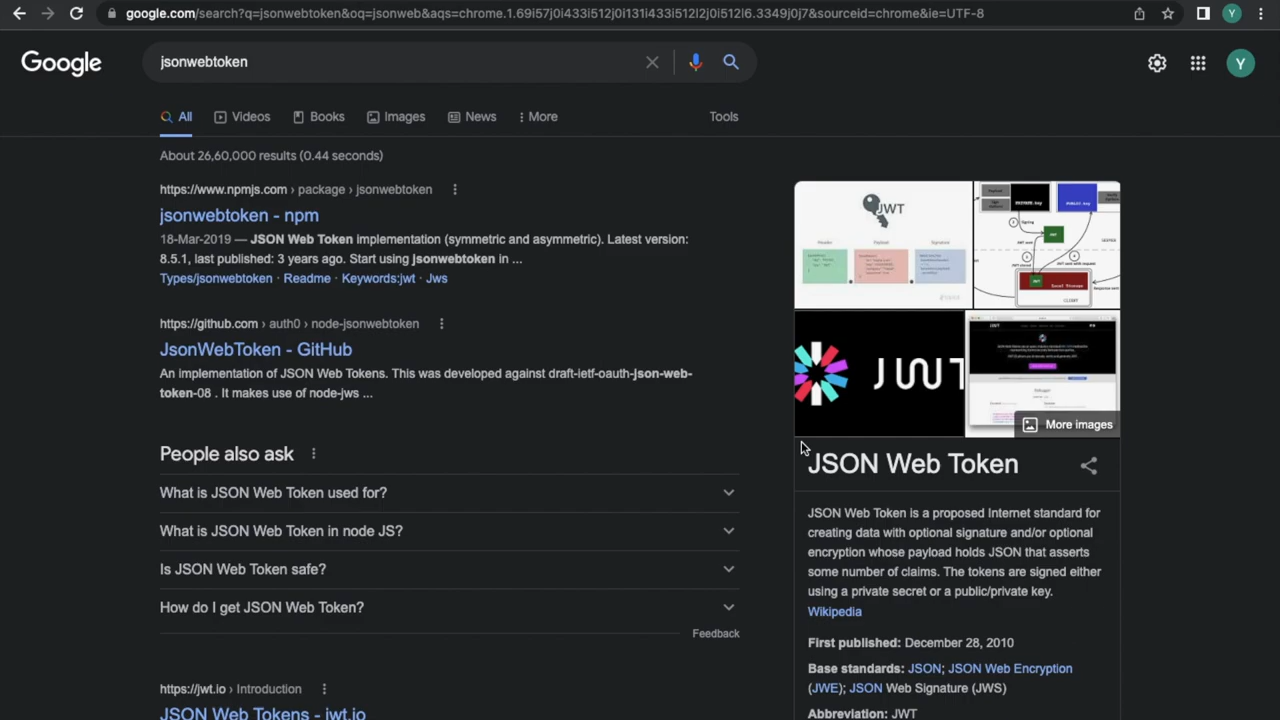 google.com/search?q=jsonwebtoken&oq=jsonweb&aqs=chrome.1.69i57j0i433i512j0i131i433i512l2j0i512l6.3349j0j7&sourceid=chrome&ie=UTF-8
Y
Google
jsonwebtoken
Y
All
Videos
Books
Images
News
More
Tools
About 26,60,000 results (0.44 seconds)
https://www.npmjs.com › package › jsonwebtoken
jsonwebtoken - npm
18-Mar-2019 — JSON Web Token implementation (symmetric and asymmetric). Latest version:
8.5.1, last published: 3 years ago. Start using jsonwebtoken in ...
Types/jsonwebtoken · Readme · Keywords:jwt · Jws
https://github.com › auth0 › node-jsonwebtoken
JsonWebToken - GitHub
An implementation of JSON Web Tokens. This was developed against draft-ietf-oauth-json-web-
token-08 . It makes use of node-jws ...
People also ask
What is JSON Web Token used for?
What is JSON Web Token in node JS?
Is JSON Web Token safe?
How do I get JSON Web Token?
Feedback
https://jwt.io › Introduction
JSON Web Tokens - jwt.io
JWT
Header
Payload
Signature
JWT
More images
JSON Web Token
JSON Web Token is a proposed Internet standard for
creating data with optional signature and/or optional
encryption whose payload holds JSON that asserts
some number of claims. The tokens are signed either
using a private secret or a public/private key.
Wikipedia
First published: December 28, 2010
Base standards: JSON; JSON Web Encryption
(JWE); JSON Web Signature (JWS)
Abbreviation: JWT